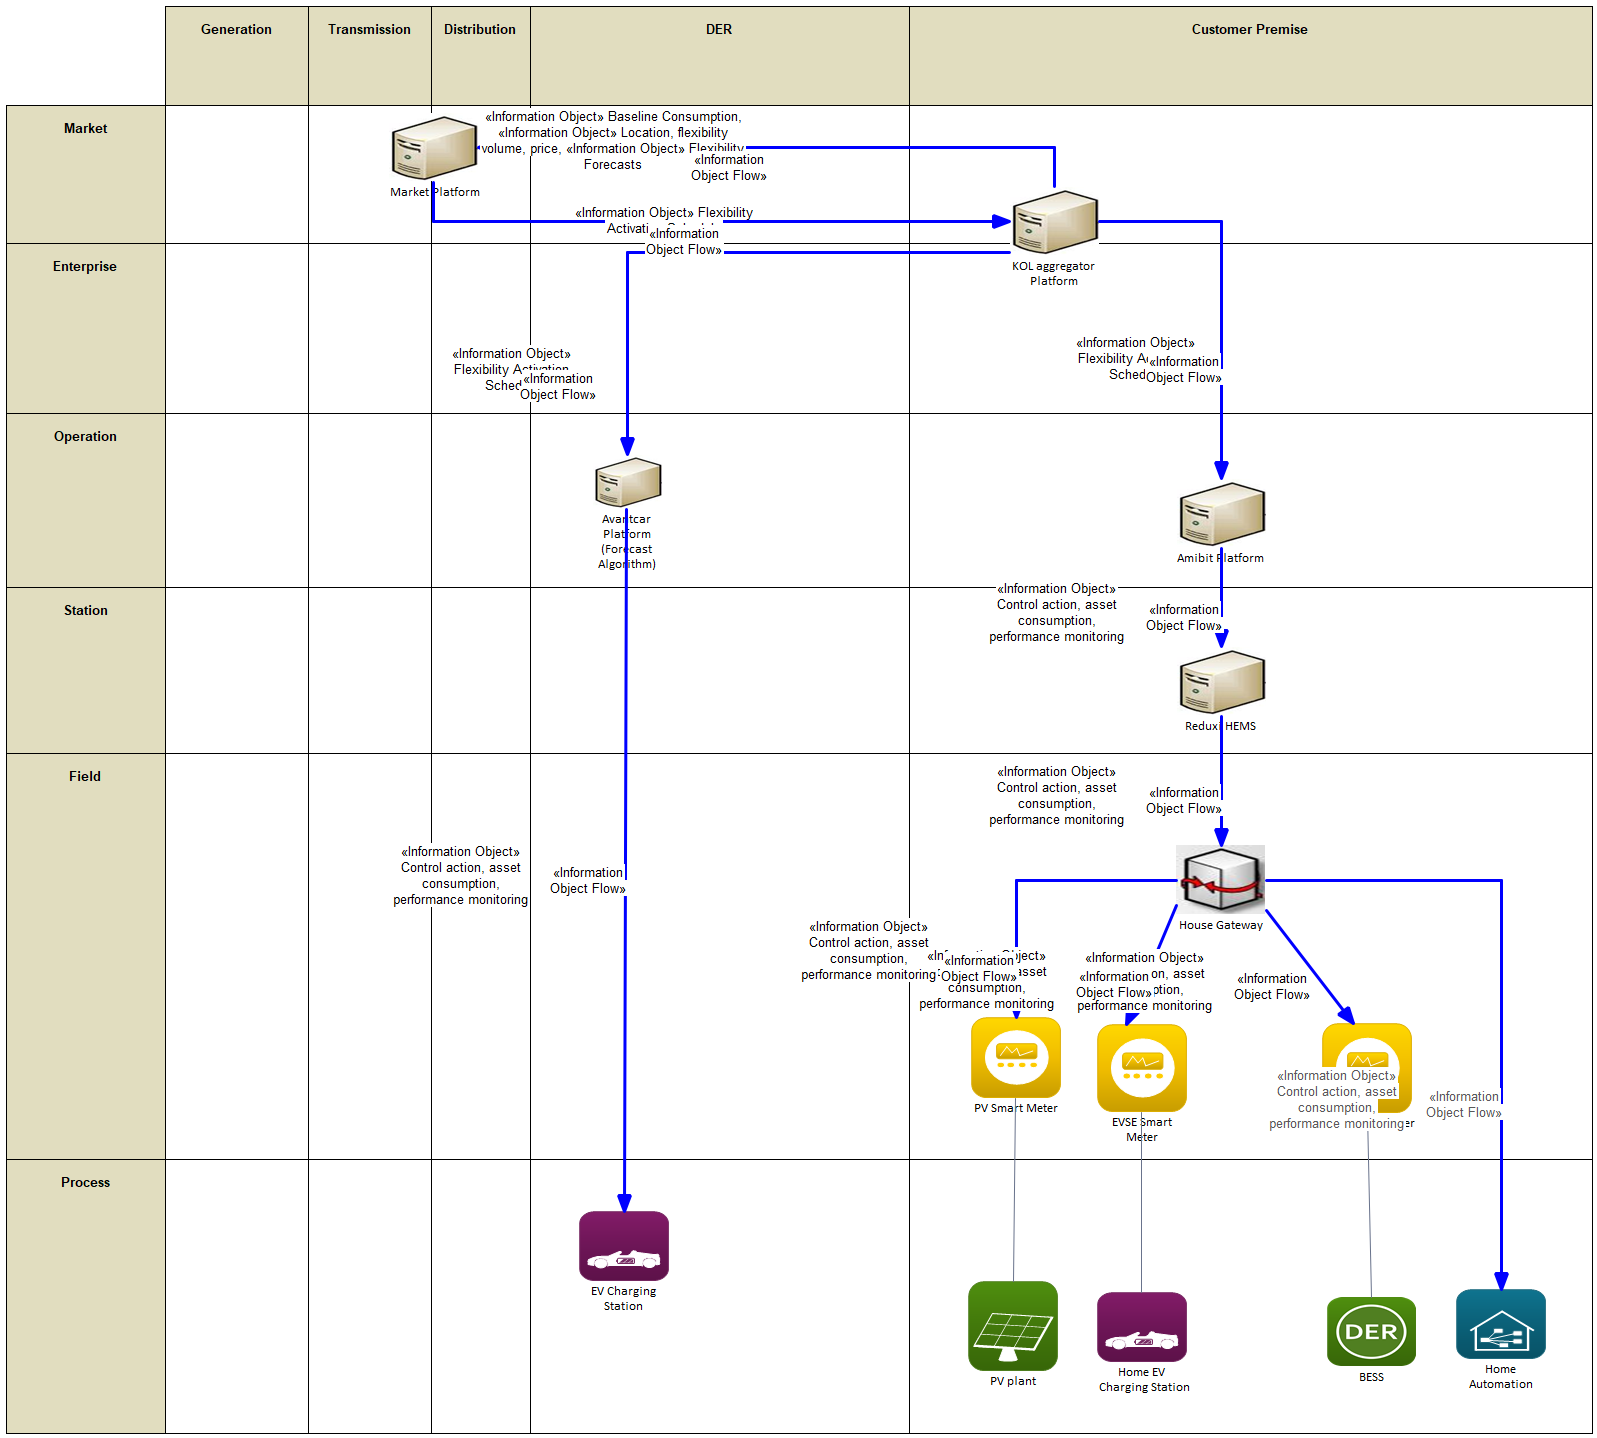 Generation
Transmission
Distribution
DER
Customer Premise
Market
«Information Object» Baseline Consumption,
«Information Object» Location, flexibility
volume, price, «Information Object» Flexibility
Forecasts
«Information
Object Flow»
Market Platform
«Information Object» Flexibility
«Information
Object Flow»
KOL aggregator
Platform
Enterprise
«Information Object»
Flexibility Activation
«Information
Object Flow»
«Information Object»
Flexibility
«Information
Object Flow»
Operation
Avantcar
Platform
(Forecast
Algorithm)
Amibit Platform
Station
«Information Object»
Control action, asset
consumption,
performance monitoring
«Information
Object Flow»
Reduxi HEMS
Field
«Information Object»
Control action, asset
consumption,
performance monitoring
«Information
Object Flow»
«Information Object»
Control action, asset
consumption,
performance monitoring
«Information
Object Flow»
House Gateway
«Information Object»
Control action, asset
consumption,
performance monitoring
«Information
Object Flow»
asset
consumption,
performance monitoring
«Information Object»
asset
«Information
Object Flow»
performance monitoring
«Information
Object Flow»
PV Smart Meter
EVSE Smart
Meter
«Information Object»
Control action, asset
consumption,
performance monitoring
«Information
Object Flow»
Process
EV Charging
Station
PV plant
Home EV
Charging Station
DER
BESS
Home
Automation